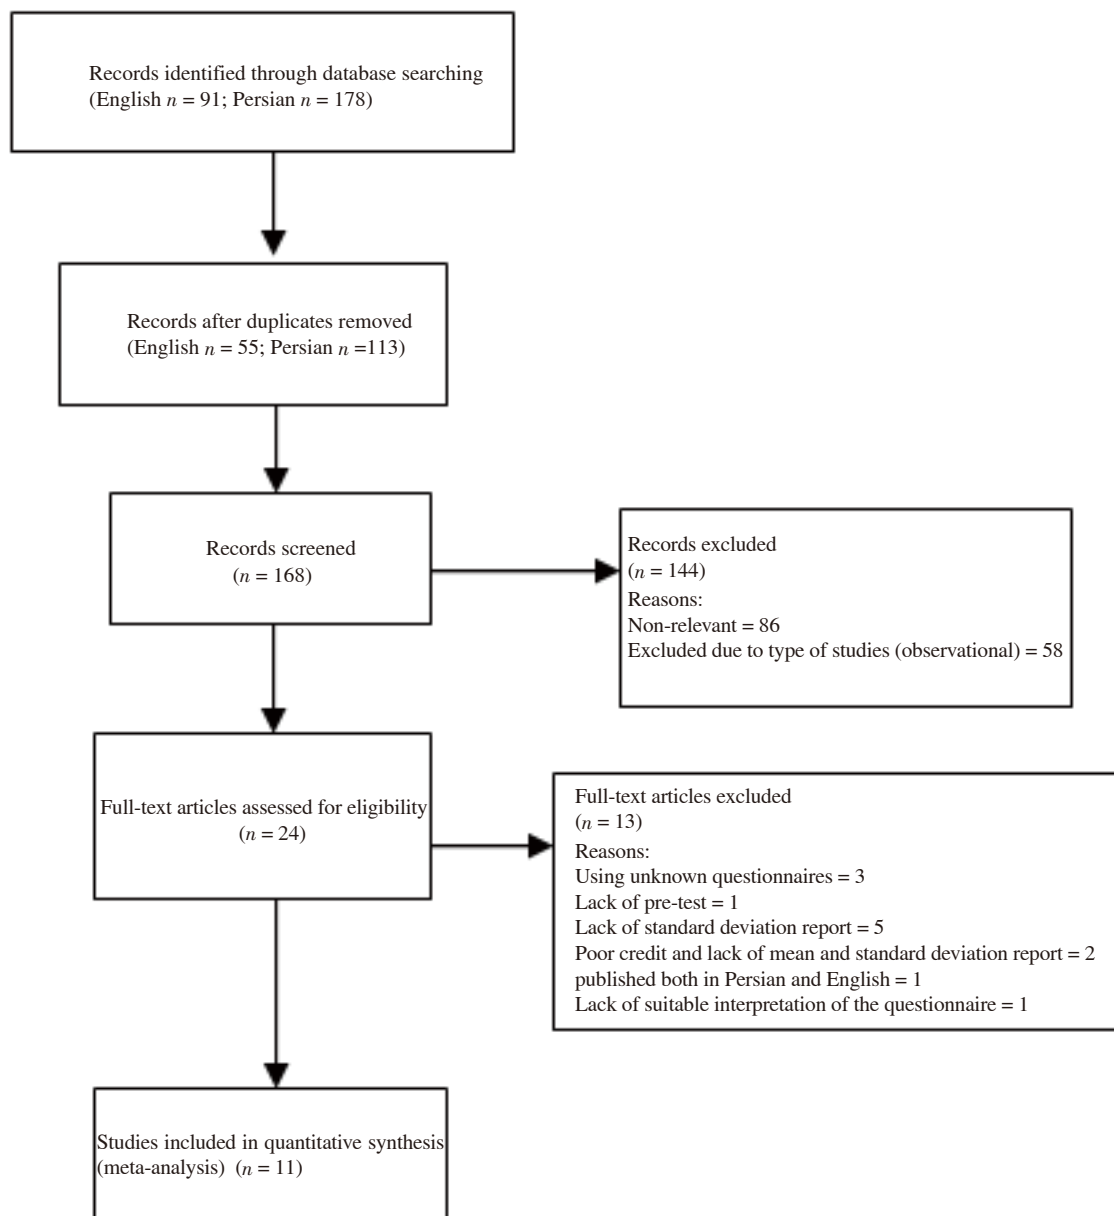 Records identified through database searching
(English n = 91; Persian n = 178)
Records after duplicates removed
(English n = 55; Persian n =113)
Records screened
(n = 168)
Records excluded
(n = 144)
Reasons:
Non-relevant = 86
Excluded due to type of studies (observational) = 58
Full-text articles assessed for eligibility
(n = 24)
Full-text articles excluded
(n = 13)
Reasons:
Using unknown questionnaires = 3
Lack of pre-test = 1
Lack of standard deviation report = 5
Poor credit and lack of mean and standard deviation report = 2
published both in Persian and English = 1
Lack of suitable interpretation of the questionnaire = 1
Studies included in quantitative synthesis
(meta-analysis) (n = 11)